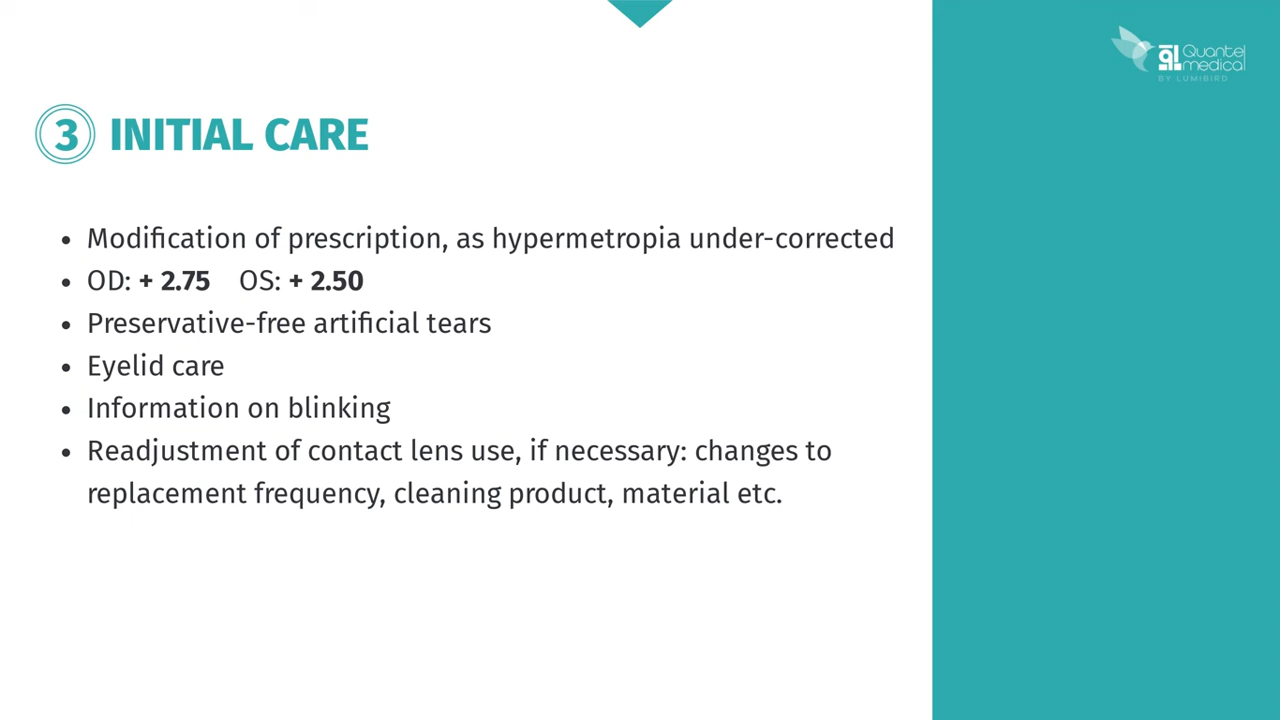 Quantel
medical
BY LUMIBIRD
3 INITIAL CARE
• Modification of prescription, as hypermetropia under-corrected
• OD: + 2.75 OS: + 2.50
• Preservative-free artificial tears
• Eyelid care
• Information on blinking
• Readjustment of contact lens use, if necessary: changes to
replacement frequency, cleaning product, material etc.